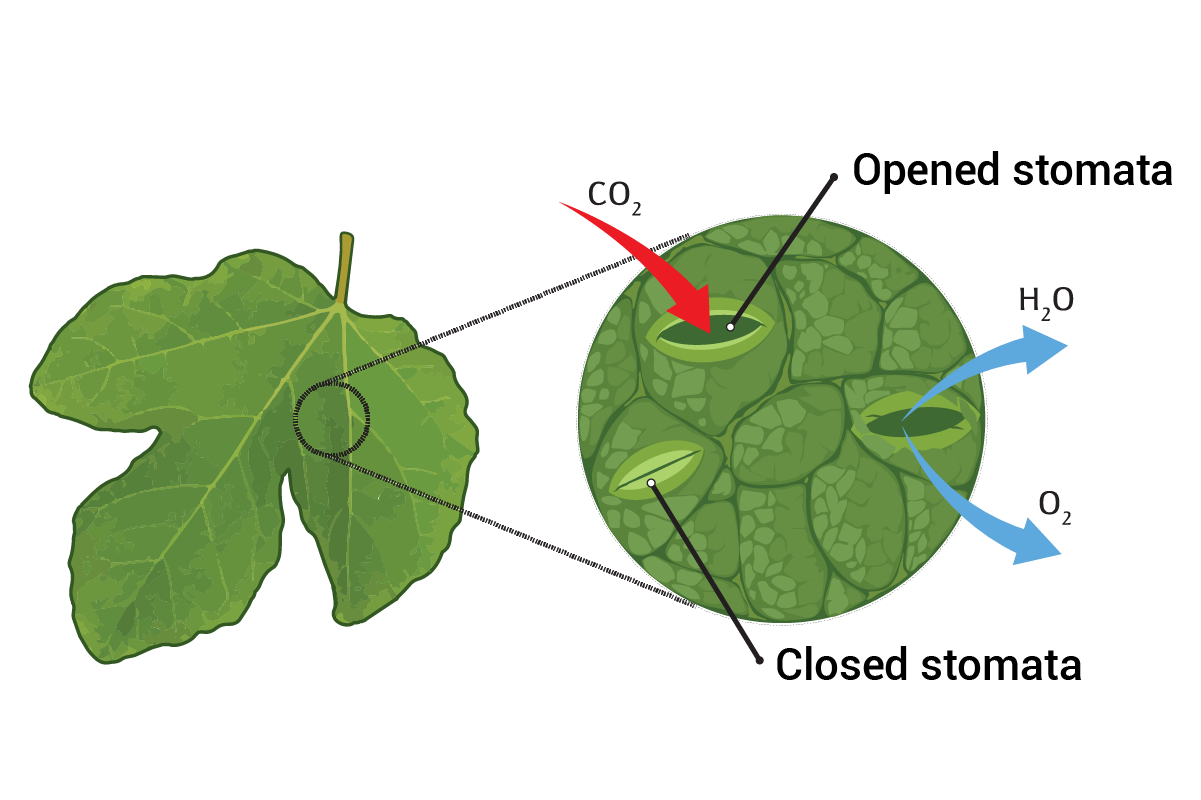 Opened stomata
CO₂
H₂O
O₂
Closed stomata